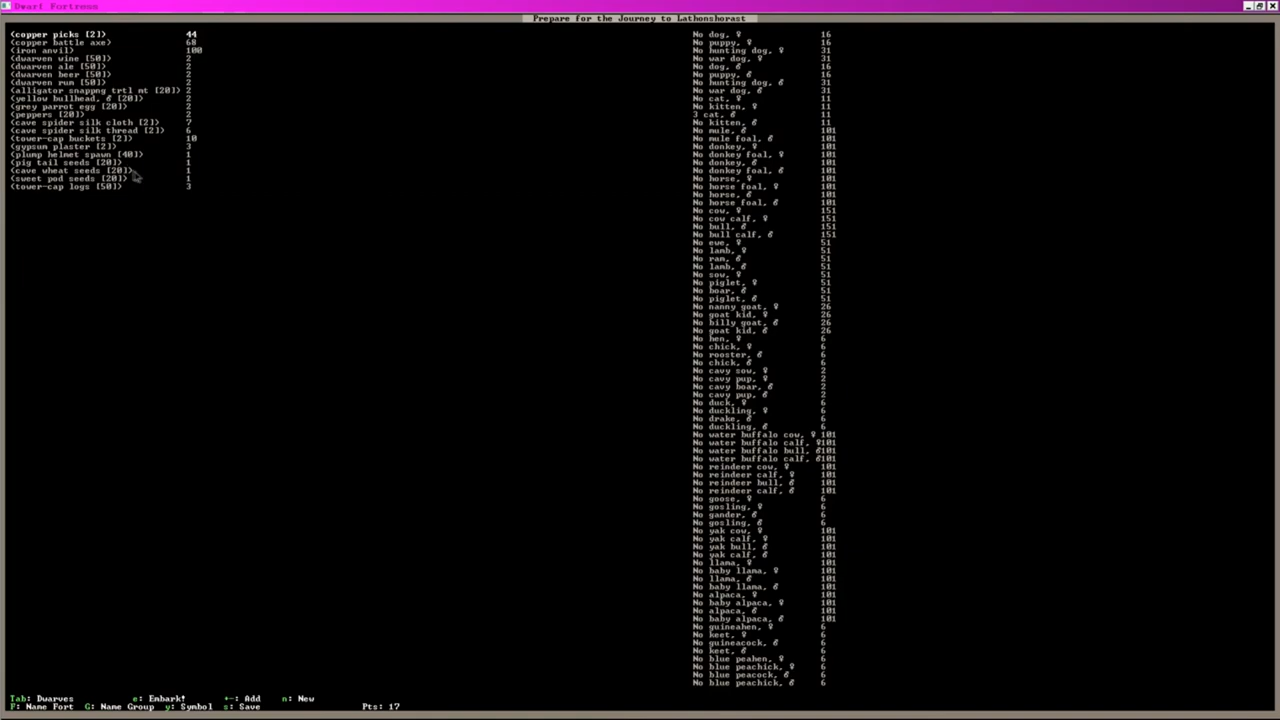 Dwarf Fortress
Prepare for the Journey to Lathonshorast
(copper picks [2]) 44
(copper battle axe) 68
(iron anvil) 100
(dwarven wine [50]) 2
(dwarven ale [50]) 2
(dwarven beer [50]) 2
(dwarven rum [50]) 2
(alligator snappng trtl mt [20]) 2
(yellow bullhead, ♂ [20]) 2
(grey parrot egg [20]) 2
(peppers [20]) 2
(cave spider silk cloth [2]) 7
(cave spider silk thread [2]) 6
(tower-cap buckets [2]) 10
(gypsum plaster [2]) 3
(plump helmet spawn [40]) 1
(pig tail seeds [20]) 1
(cave wheat seeds [20]) 1
(sweet pod seeds [20]) 1
(tower-cap logs [50]) 3
No dog, ♀ 16
No puppy, ♀ 16
No hunting dog, ♀ 31
No war dog, ♀ 31
No dog, ♂ 16
No puppy, ♂ 16
No hunting dog, ♂ 31
No war dog, ♂ 31
No cat, ♀ 11
No kitten, ♀ 11
3 cat, ♂ 11
No kitten, ♂ 11
No mule, ♀ 101
No mule foal, ♂ 101
No donkey, ♀ 101
No donkey foal, ♀ 101
No donkey, ♂ 101
No donkey foal, ♂ 101
No horse, ♀ 101
No horse foal, ♀ 101
No horse, ♂ 101
No horse foal, ♂ 101
No cow, ♀ 151
No cow calf, ♀ 151
No bull, ♂ 151
No bull calf, ♂ 151
No ewe, ♀ 51
No lamb, ♀ 51
No ram, ♂ 51
No lamb, ♂ 51
No sow, ♀ 51
No piglet, ♀ 51
No boar, ♂ 51
No piglet, ♂ 51
No nanny goat, ♀ 26
No goat kid, ♀ 26
No billy goat, ♂ 26
No goat kid, ♂ 26
No hen, ♀ 6
No chick, ♀ 6
No rooster, ♂ 6
No chick, ♂ 6
No cavy sow, ♀ 2
No cavy pup, ♀ 2
No cavy boar, ♂ 2
No cavy pup, ♂ 2
No duck, ♀ 6
No duckling, ♀ 6
No drake, ♂ 6
No duckling, ♂ 6
No water buffalo cow, ♀ 101
No water buffalo calf, ♀101
No water buffalo bull, ♂101
No water buffalo calf, ♂101
No reindeer cow, ♀ 101
No reindeer calf, ♀ 101
No reindeer bull, ♂ 101
No reindeer calf, ♂ 101
No goose, ♀ 6
No gosling, ♀ 6
No gander, ♂ 6
No gosling, ♂ 6
No yak cow, ♀ 101
No yak calf, ♀ 101
No yak bull, ♂ 101
No yak calf, ♂ 101
No llama, ♀ 101
No baby llama, ♀ 101
No llama, ♂ 101
No baby llama, ♂ 101
No alpaca, ♀ 101
No baby alpaca, ♀ 101
No alpaca, ♂ 101
No baby alpaca, ♂ 101
No guineahen, ♀ 6
No keet, ♀ 6
No guineacock, ♂ 6
No keet, ♂ 6
No blue peahen, ♀ 6
No blue peachick, ♀ 6
No blue peacock, ♂ 6
No blue peachick, ♂ 6
Tab: Dwarves e: Embark! +-: Add n: New
F: Name Fort G: Name Group y: Symbol s: Save Pts: 17